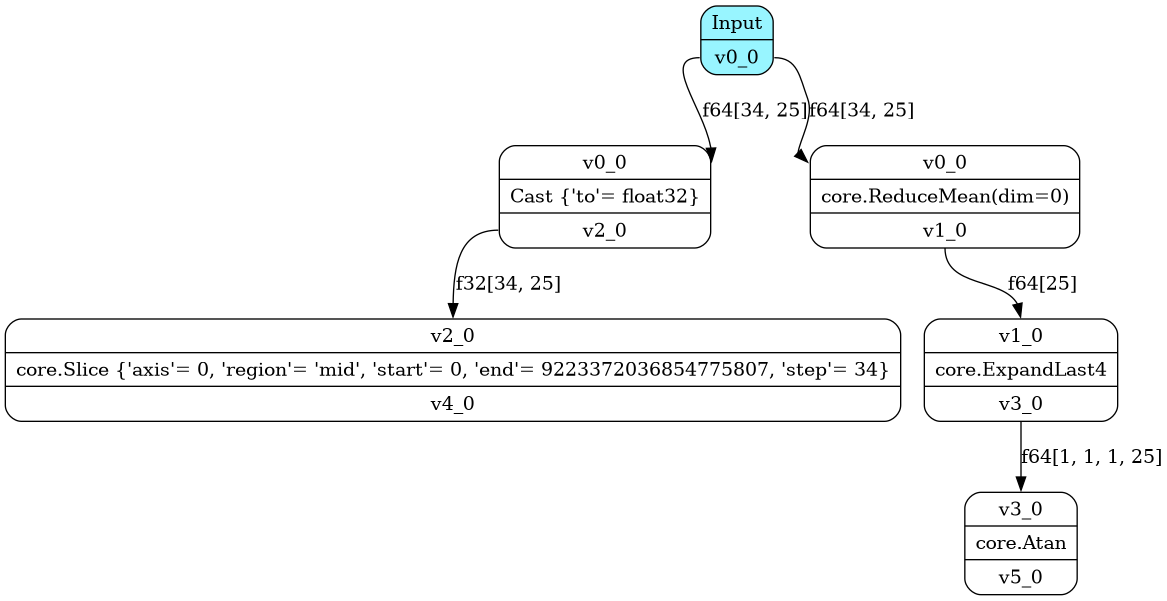 Input
v0_0
f64[34, 25]
f64[34, 25]
v0_0
Cast {'to'= float32}
v2_0
v0_0
core.ReduceMean(dim=0)
v1_0
f32[34, 25]
f64[25]
v2_0
core.Slice {'axis'= 0, 'region'= 'mid', 'start'= 0, 'end'= 9223372036854775807, 'step'= 34}
v4_0
v1_0
core.ExpandLast4
v3_0
f64[1, 1, 1, 25]
v3_0
core.Atan
v5_0